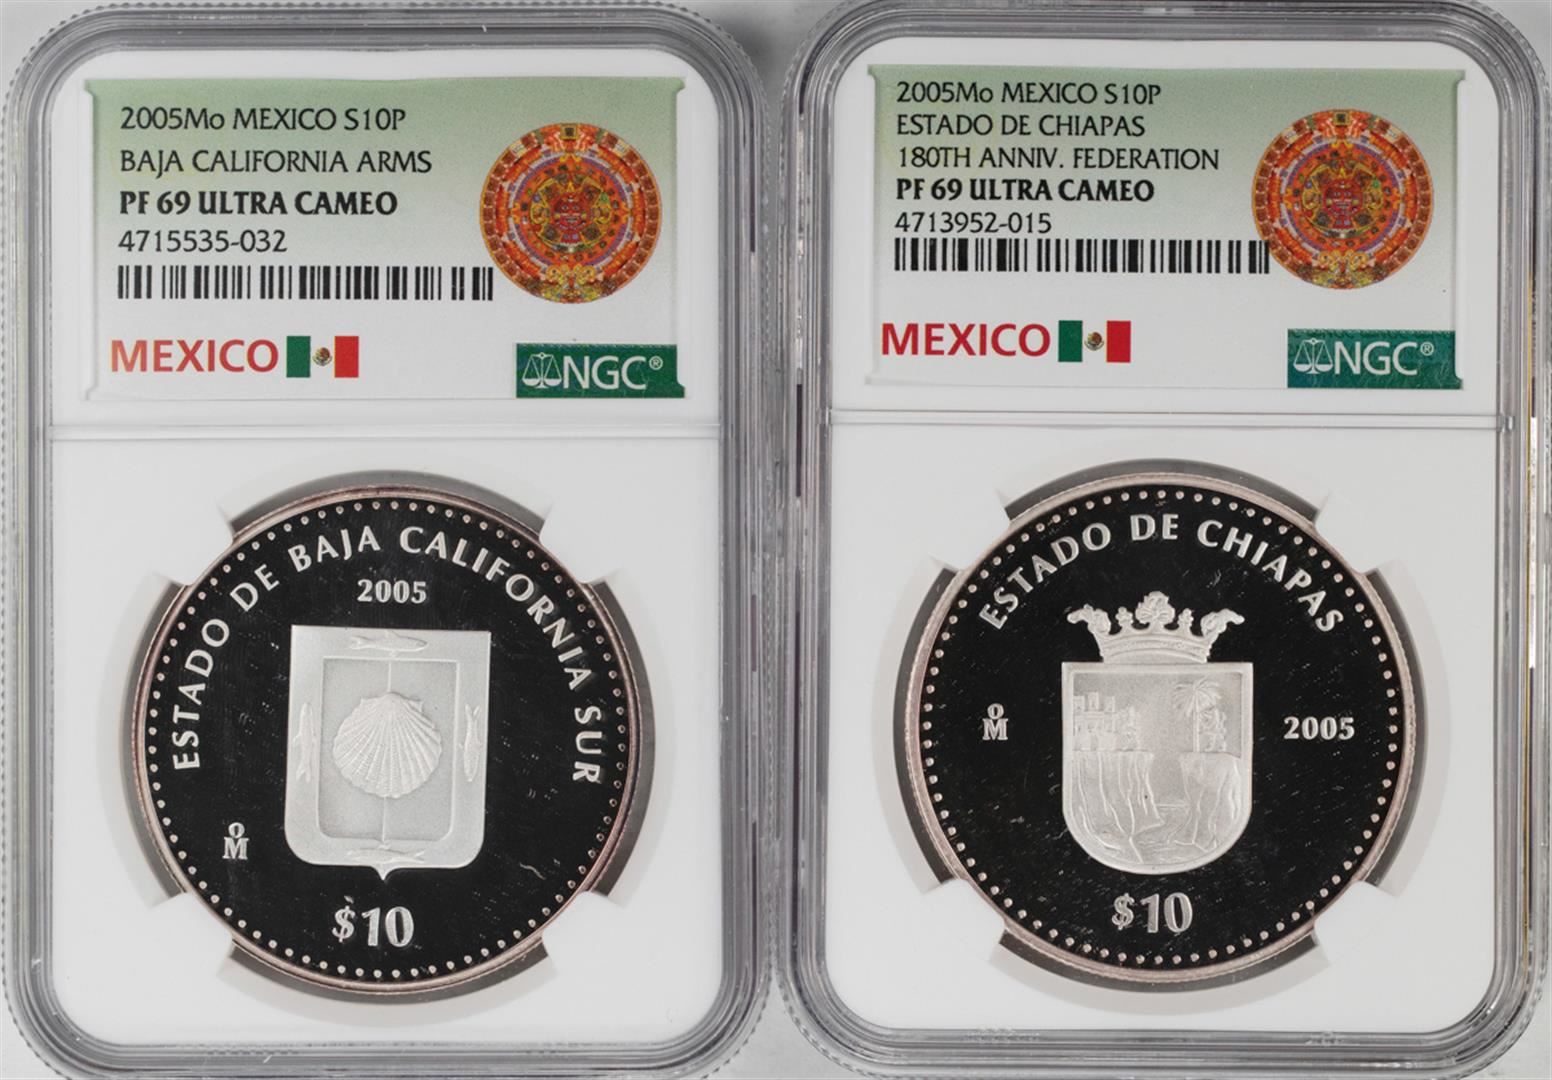 2005Mo MEXICO S10P
BAJA CALIFORNIA ARMS
PF 69 ULTRA CAMEO
4715535-032
MEXICO
NGC®
ESTADO DE BAJA CALIFORNIA SUR
2005
oM
$10
2005Mo MEXICO S10P
ESTADO DE CHIAPAS
180TH ANNIV. FEDERATION
PF 69 ULTRA CAMEO
4713952-015
MEXICO
NGC®
ESTADO DE CHIAPAS
oM
2005
$10